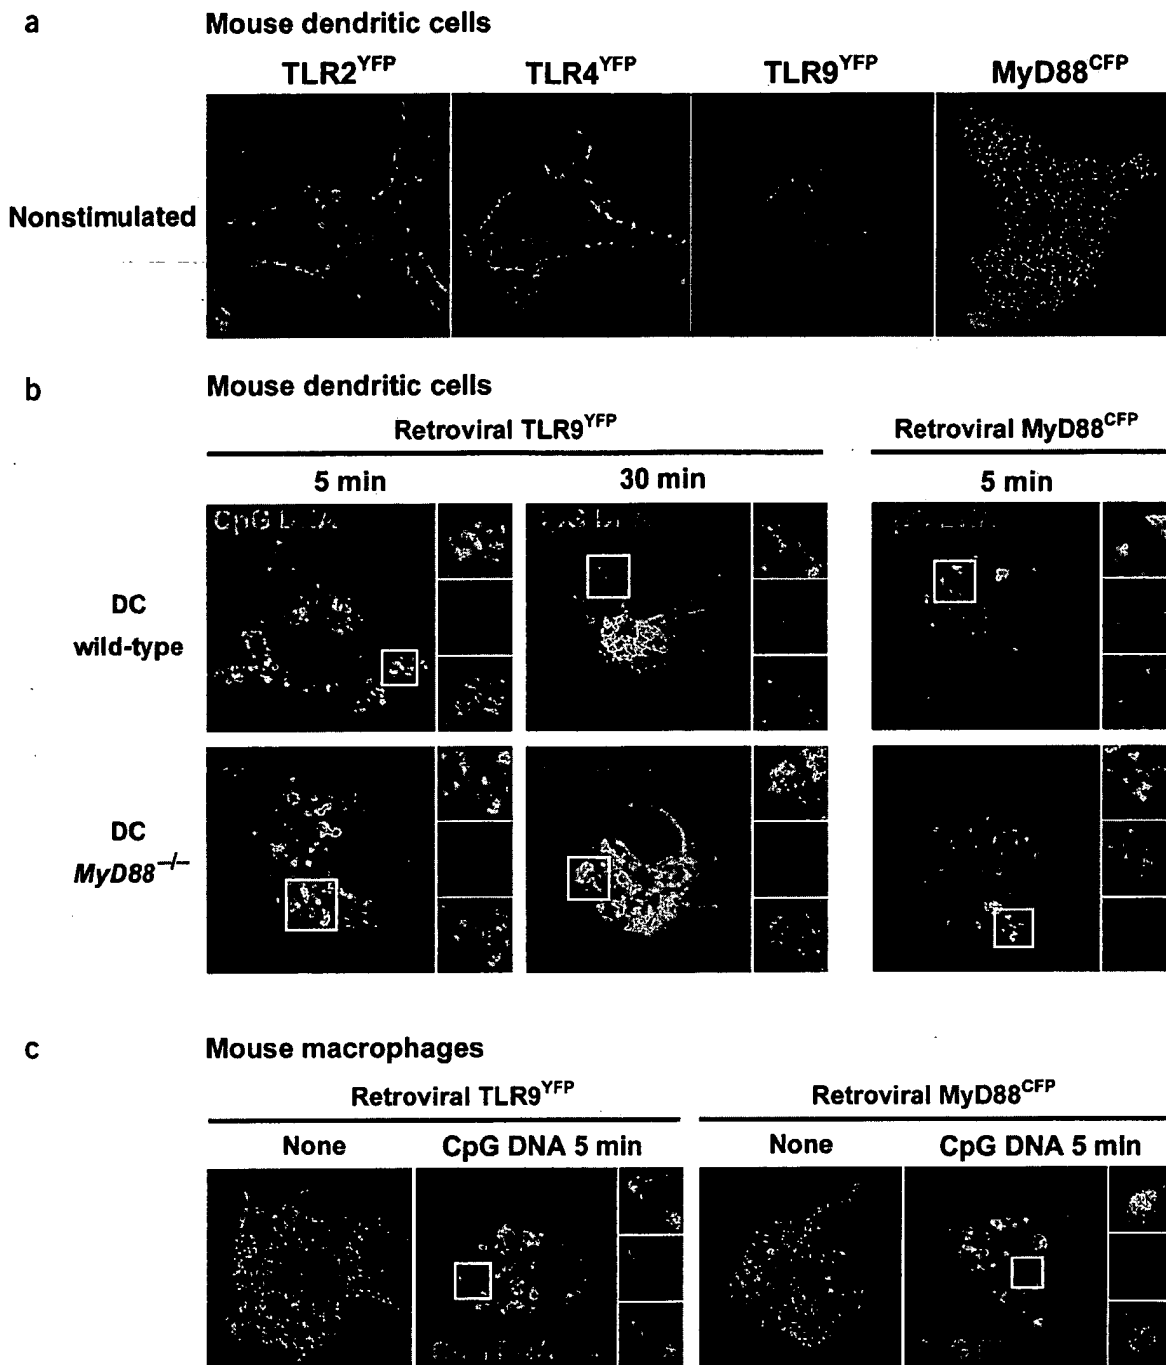 a
Mouse dendritic cells
TLR2YFP TLR4YFP TLR9YFP MyD88CFP
Nonstimulated
b
Mouse dendritic cells
Retroviral TLR9YFP Retroviral MyD88CFP
5 min 30 min 5 min
CpG DNA
DC
wild-type
DC
MyD88–/–
c
Mouse macrophages
Retroviral TLR9YFP Retroviral MyD88CFP
None CpG DNA 5 min None CpG DNA 5 min